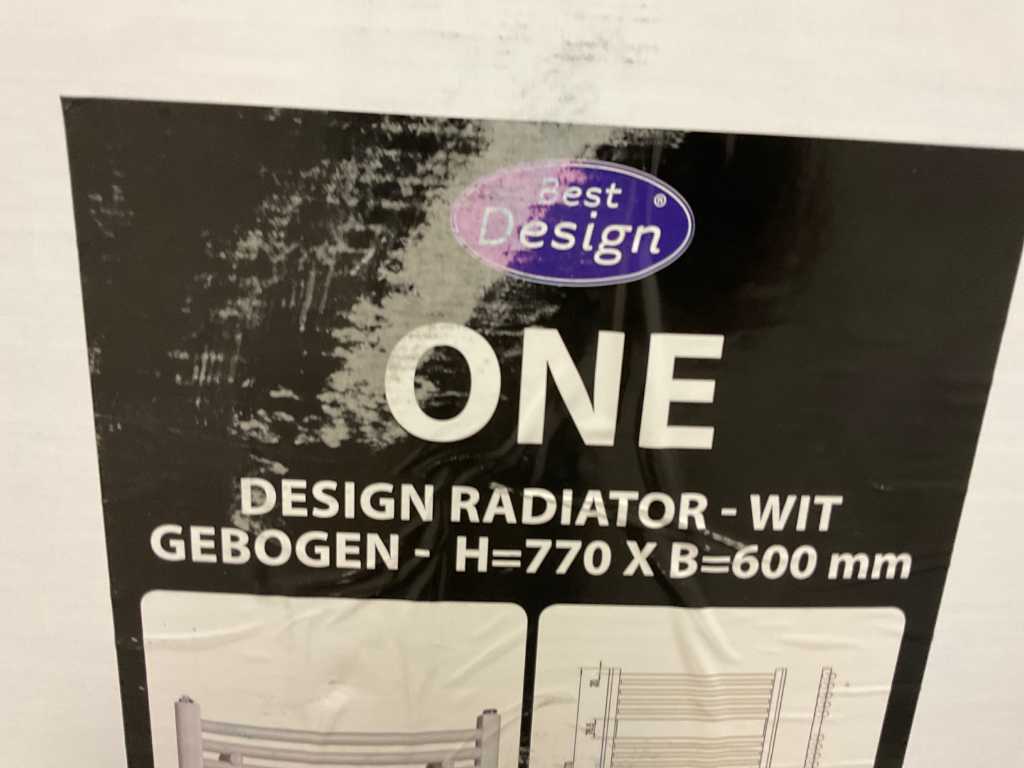 Best
Design ®
ONE
DESIGN RADIATOR - WIT
GEBOGEN - H=770 X B=600 mm